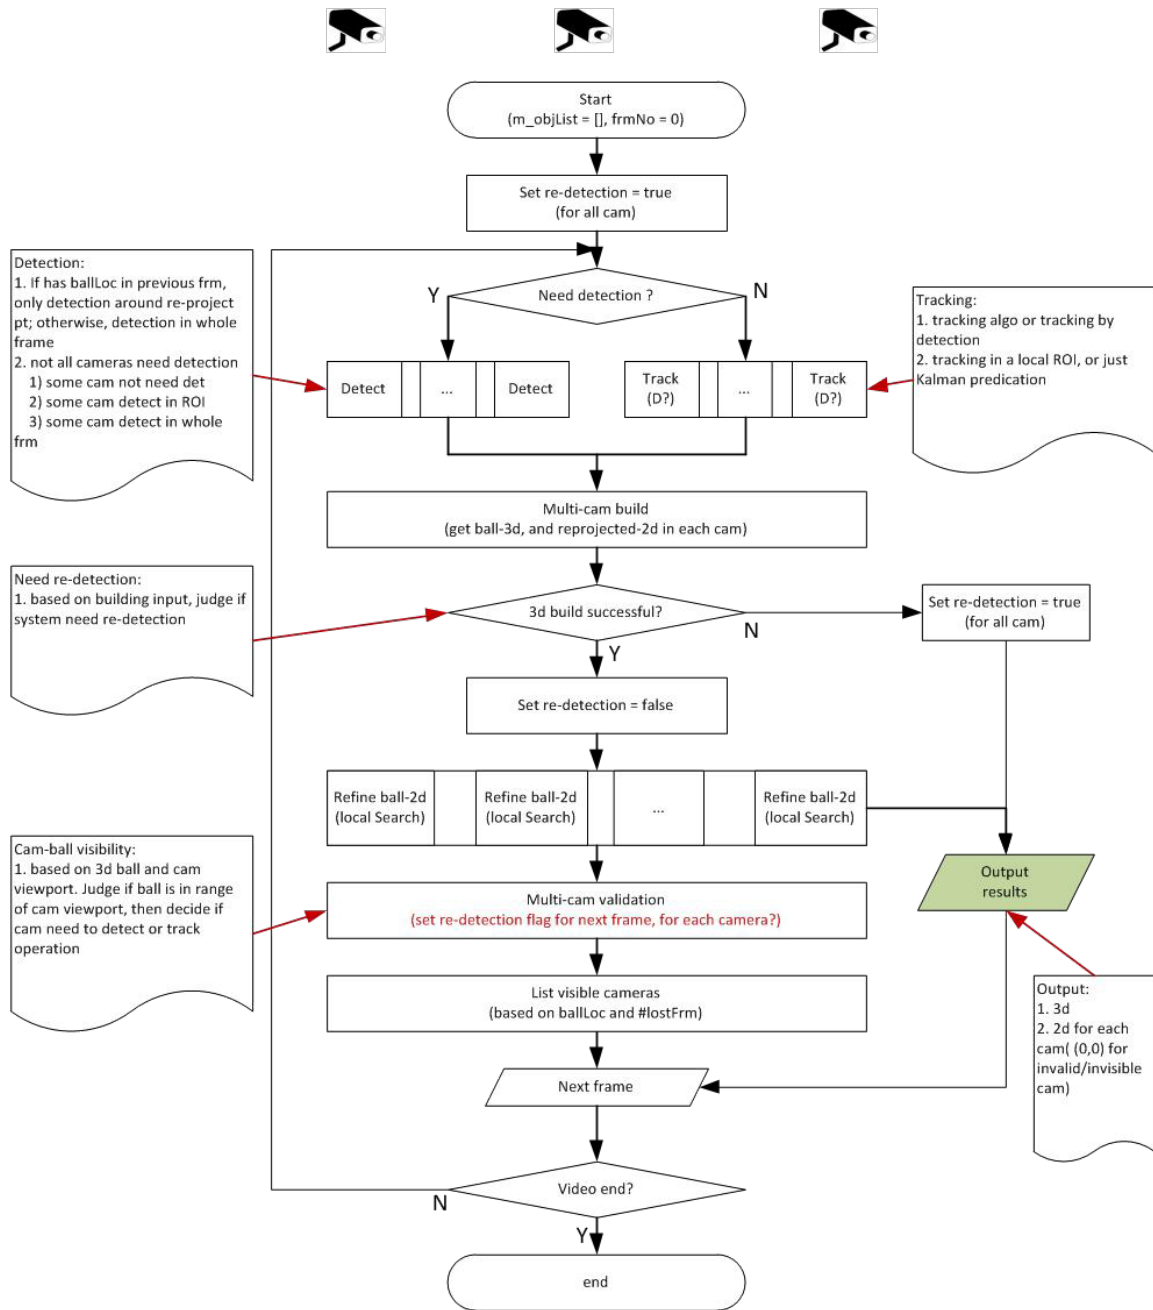 Start
(m_objList = [], frmNo = 0)
Set re-detection = true
(for all cam)
Detection:
1. If has ballLoc in previous frm,
only detection around re-project
pt; otherwise, detection in whole
frame
2. not all cameras need detection
1) some cam not need det
2) some cam detect in ROI
3) some cam detect in whole
frm
Y
Need detection ?
N
Tracking:
1. tracking algo or tracking by
detection
2. tracking in a local ROI, or just
Kalman predication
Detect
...
Detect
Track
(D?)
...
Track
(D?)
Multi-cam build
(get ball-3d, and reprojected-2d in each cam)
Need re-detection:
1. based on building input, judge if
system need re-detection
3d build successful?
N
Y
Set re-detection = true
(for all cam)
Set re-detection = false
Refine ball-2d
(local Search)
Refine ball-2d
(local Search)
...
Refine ball-2d
(local Search)
Cam-ball visibility:
1. based on 3d ball and cam
viewport. Judge if ball is in range
of cam viewport, then decide if
cam need to detect or track
operation
Output
results
Multi-cam validation
(set re-detection flag for next frame, for each camera?)
List visible cameras
(based on ballLoc and #lostFrm)
Output:
1. 3d
2. 2d for each
cam( (0,0) for
invalid/invisible
cam)
Next frame
Video end?
N
Y
end